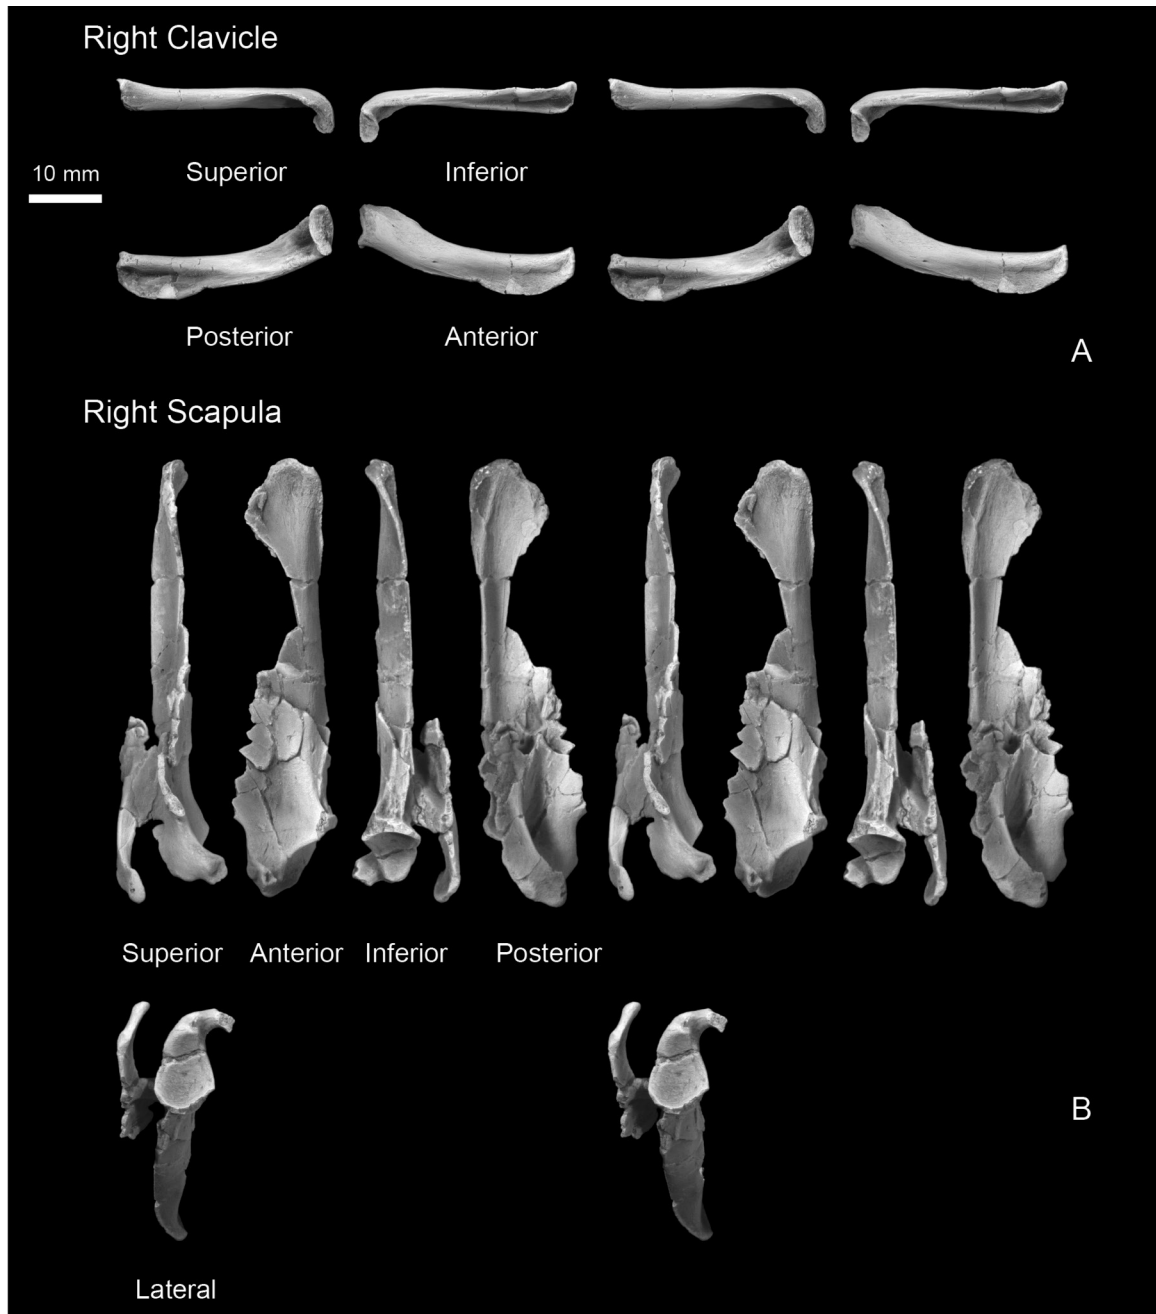 Right Clavicle
10 mm
Superior
Inferior
Posterior
Anterior
A
Right Scapula
Superior
Anterior
Inferior
Posterior
B
Lateral